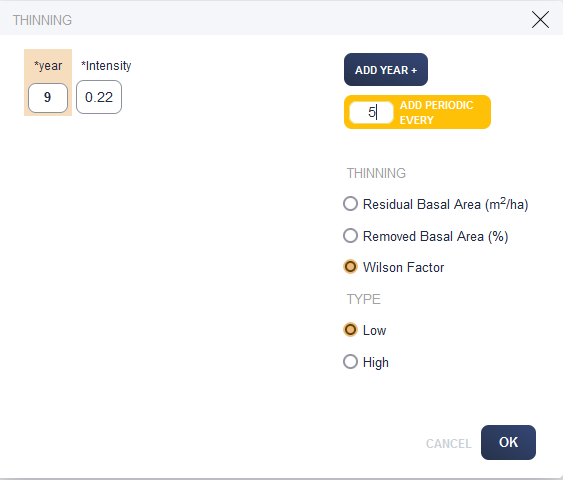 THINNING
*year *Intensity
9 0.22
ADD YEAR +
5 ADD PERIODIC
EVERY
THINNING
Residual Basal Area (m²/ha)
Removed Basal Area (%)
Wilson Factor
TYPE
Low
High
CANCEL OK